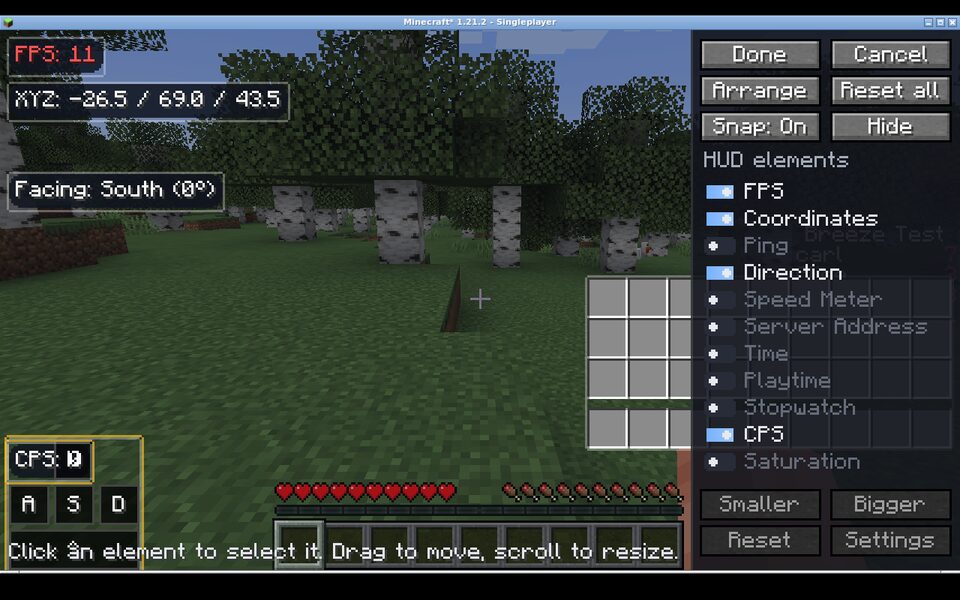 Minecraft* 1.21.2 - Singleplayer
FPS: 11
XYZ: -26.5 / 69.0 / 43.5
Facing: South (0°)
Done
Cancel
Arrange
Reset all
Snap: On
Hide
HUD elements
FPS
Coordinates
Ping
Breeze Test
carl
Direction
Speed Meter
Server Address
Time
Playtime
Stopwatch
CPS
Saturation
Smaller
Bigger
Reset
Settings
CPS: 0
A S D
Click an element to select it. Drag to move, scroll to resize.